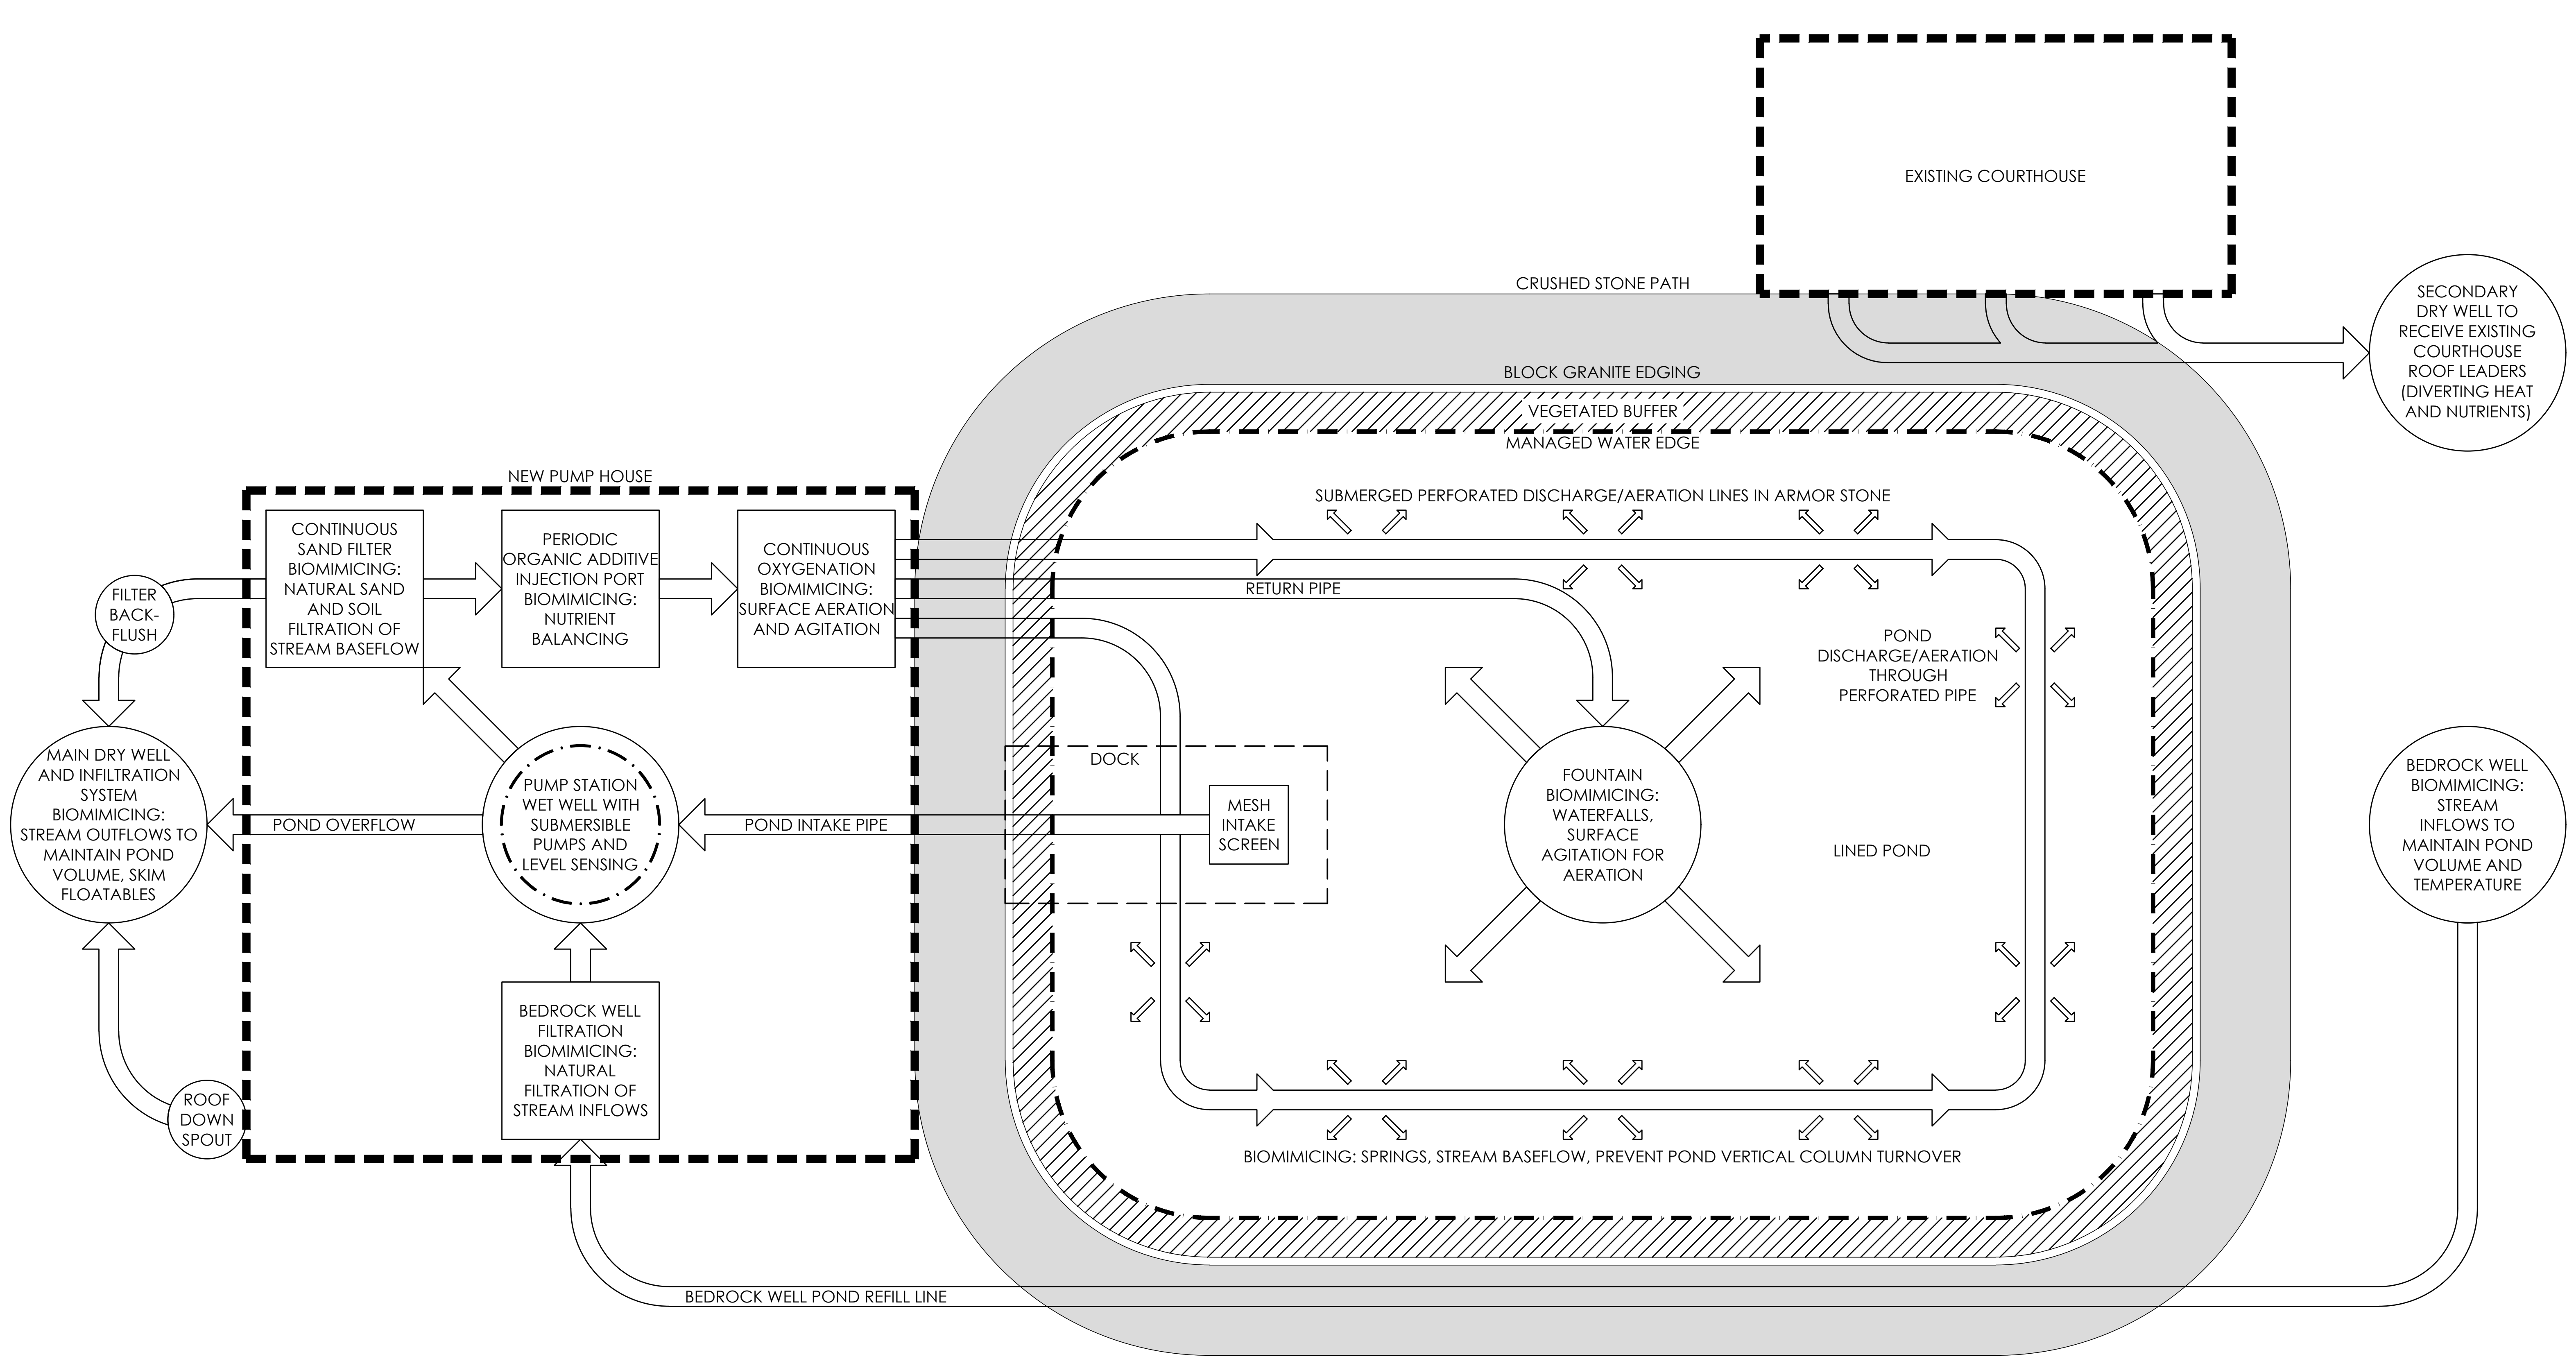 EXISTING COURTHOUSE
CRUSHED STONE PATH
SECONDARY
DRY WELL TO
RECEIVE EXISTING
COURTHOUSE
ROOF LEADERS
(DIVERTING HEAT
AND NUTRIENTS)
BLOCK GRANITE EDGING
VEGETATED BUFFER
MANAGED WATER EDGE
NEW PUMP HOUSE
CONTINUOUS
SAND FILTER
BIOMIMICING:
NATURAL SAND
AND SOIL
FILTRATION OF
STREAM BASEFLOW
PERIODIC
ORGANIC ADDITIVE
INJECTION PORT
BIOMIMICING:
NUTRIENT
BALANCING
CONTINUOUS
OXYGENATION
BIOMIMICING:
SURFACE AERATION
AND AGITATION
SUBMERGED PERFORATED DISCHARGE/AERATION LINES IN ARMOR STONE
FILTER
BACK-
FLUSH
RETURN PIPE
POND
DISCHARGE/AERATION
THROUGH
PERFORATED PIPE
MAIN DRY WELL
AND INFILTRATION
SYSTEM
BIOMIMICING:
STREAM OUTFLOWS TO
MAINTAIN POND
VOLUME, SKIM
FLOATABLES
POND OVERFLOW
PUMP STATION
WET WELL WITH
SUBMERSIBLE
PUMPS AND
LEVEL SENSING
POND INTAKE PIPE
DOCK
MESH
INTAKE
SCREEN
FOUNTAIN
BIOMIMICING:
WATERFALLS,
SURFACE
AGITATION FOR
AERATION
LINED POND
BEDROCK WELL
BIOMIMICING:
STREAM
INFLOWS TO
MAINTAIN POND
VOLUME AND
TEMPERATURE
BEDROCK WELL
FILTRATION
BIOMIMICING:
NATURAL
FILTRATION OF
STREAM INFLOWS
ROOF
DOWN
SPOUT
BIOMIMICING: SPRINGS, STREAM BASEFLOW, PREVENT POND VERTICAL COLUMN TURNOVER
BEDROCK WELL POND REFILL LINE